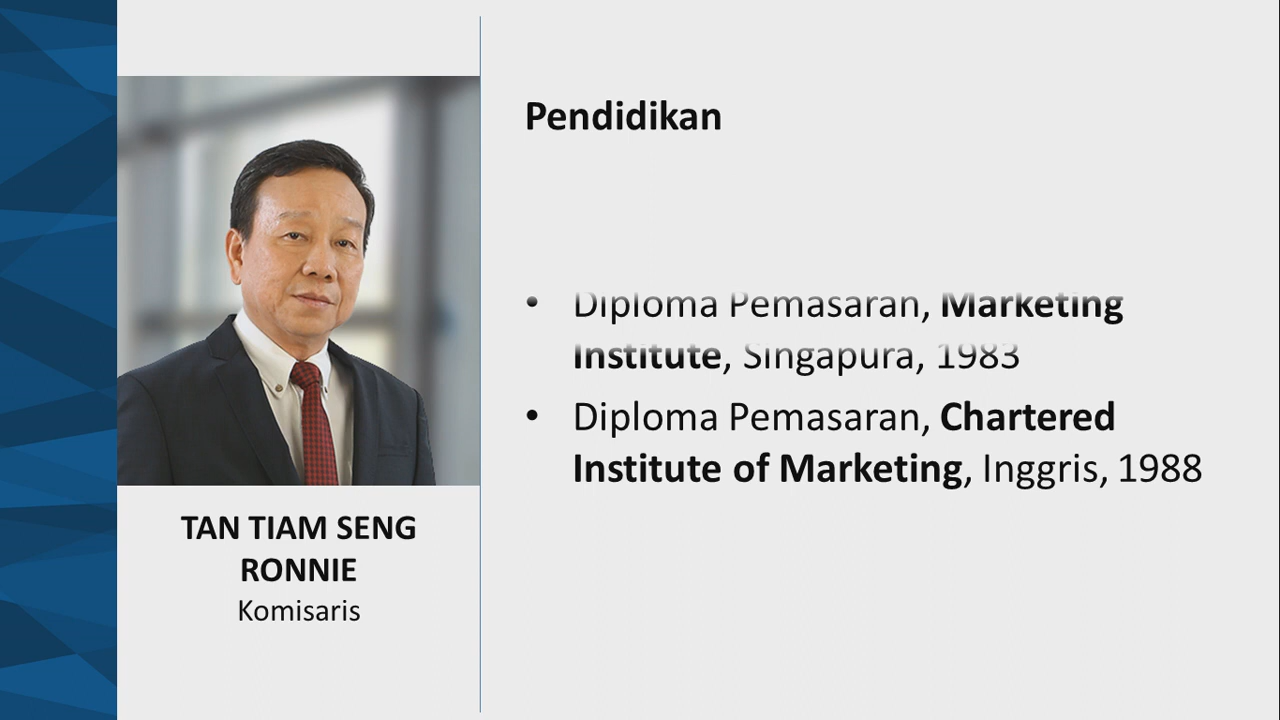 Pendidikan
• Diploma Pemasaran, Marketing
Institute, Singapura, 1983
• Diploma Pemasaran, Chartered
Institute of Marketing, Inggris, 1988
TAN TIAM SENG
RONNIE
Komisaris